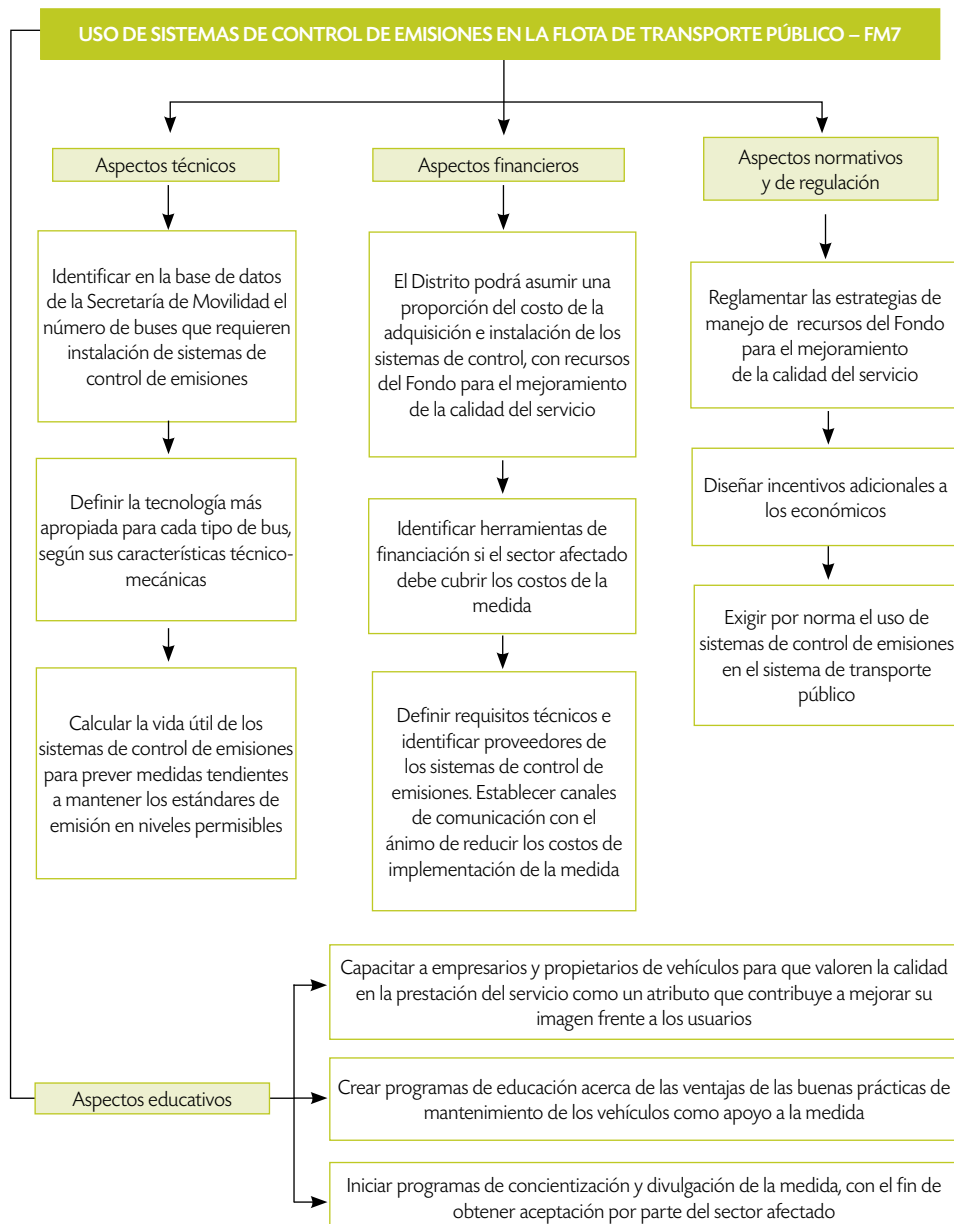 USO DE SISTEMAS DE CONTROL DE EMISIONES EN LA FLOTA DE TRANSPORTE PÚBLICO – FM7
Aspectos técnicos
Identificar en la base de datos
de la Secretaría de Movilidad el
número de buses que requieren
instalación de sistemas de
control de emisiones
Definir la tecnología más
apropiada para cada tipo de bus,
según sus características técnico-
mecánicas
Calcular la vida útil de los
sistemas de control de emisiones
para prever medidas tendientes
a mantener los estándares de
emisión en niveles permisibles
Aspectos financieros
El Distrito podrá asumir una
proporción del costo de la
adquisición e instalación de los
sistemas de control, con recursos
del Fondo para el mejoramiento
de la calidad del servicio
Identificar herramientas de
financiación si el sector afectado
debe cubrir los costos de la
medida
Definir requisitos técnicos e
identificar proveedores de
los sistemas de control de
emisiones. Establecer canales
de comunicación con el
ánimo de reducir los costos de
implementación de la medida
Aspectos normativos
y de regulación
Reglamentar las estrategias de
manejo de recursos del Fondo
para el mejoramiento
de la calidad del servicio
Diseñar incentivos adicionales a
los económicos
Exigir por norma el uso de
sistemas de control de emisiones
en el sistema de transporte
público
Aspectos educativos
Capacitar a empresarios y propietarios de vehículos para que valoren la calidad
en la prestación del servicio como un atributo que contribuye a mejorar su
imagen frente a los usuarios
Crear programas de educación acerca de las ventajas de las buenas prácticas de
mantenimiento de los vehículos como apoyo a la medida
Iniciar programas de concientización y divulgación de la medida, con el fin de
obtener aceptación por parte del sector afectado